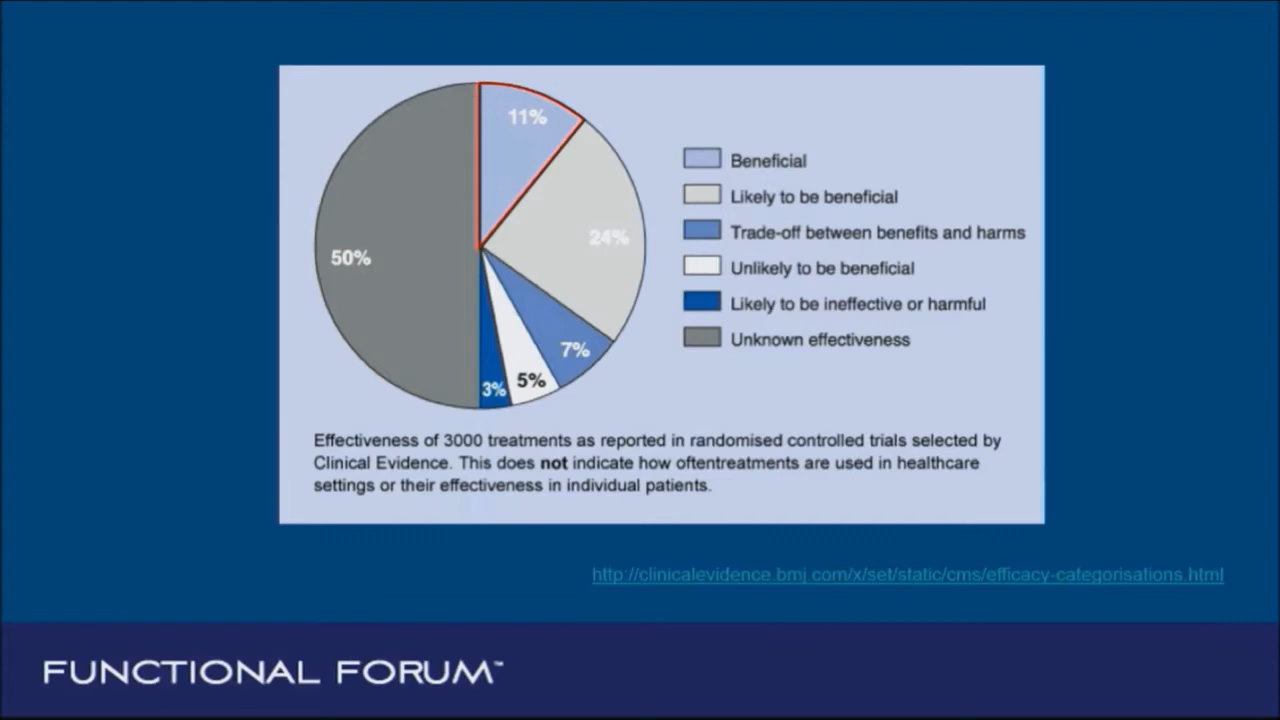 11%
24%
50%
7%
5%
3%
Beneficial
Likely to be beneficial
Trade-off between benefits and harms
Unlikely to be beneficial
Likely to be ineffective or harmful
Unknown effectiveness
Effectiveness of 3000 treatments as reported in randomised controlled trials selected by
Clinical Evidence. This does not indicate how oftentreatments are used in healthcare
settings or their effectiveness in individual patients.
http://clinicalevidence.bmj.com/x/set/static/cms/efficacy-categorisations.html
FUNCTIONAL FORUM™